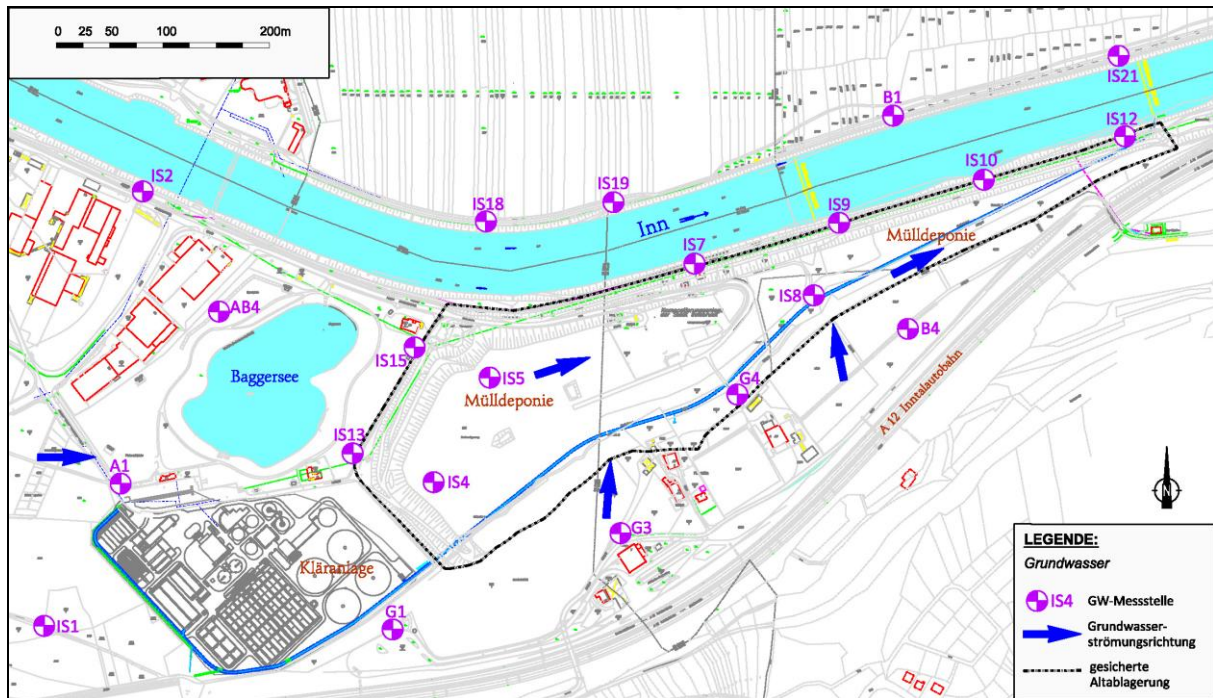 0 25 50 100 200m
IS21
B1
IS12
IS2
IS10
IS19
IS18
IS9
Inn
IS7
Mülldeponie
IS8
AB4
B4
IS15
Baggersee
IS5
G4
Mülldeponie
A 12 Inntalautobahn
IS13
A1
IS4
N
G3
Kläranlage
G1
IS1
LEGENDE:
Grundwasser
IS4 GW-Messstelle
Grundwasser-
strömungsrichtung
gesicherte
Altablagerung